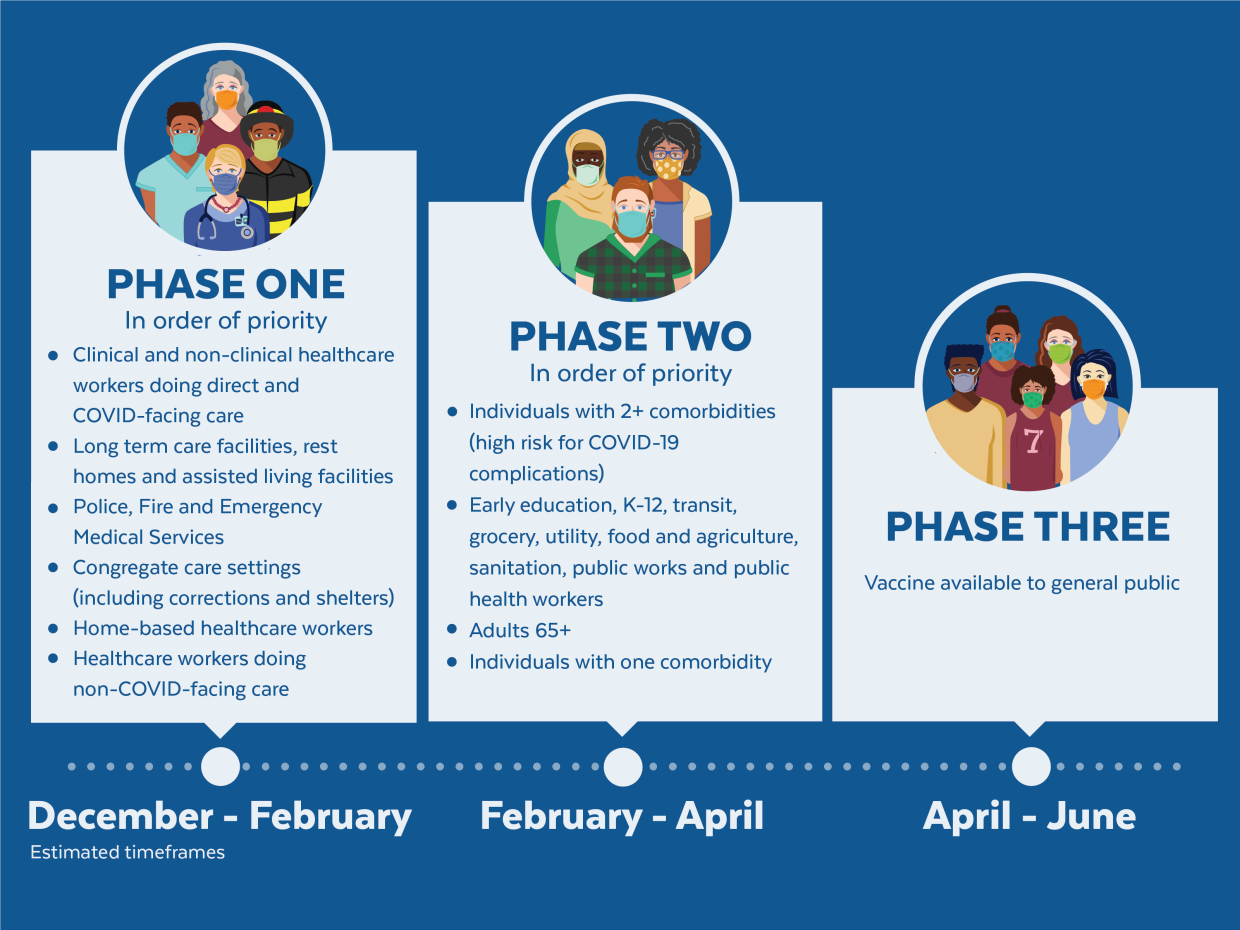 PHASE ONE
In order of priority
• Clinical and non-clinical healthcare
workers doing direct and
COVID-facing care
• Long term care facilities, rest
homes and assisted living facilities
• Police, Fire and Emergency
Medical Services
• Congregate care settings
(including corrections and shelters)
• Home-based healthcare workers
• Healthcare workers doing
non-COVID-facing care
PHASE TWO
In order of priority
• Individuals with 2+ comorbidities
(high risk for COVID-19
complications)
• Early education, K-12, transit,
grocery, utility, food and agriculture,
sanitation, public works and public
health workers
• Adults 65+
• Individuals with one comorbidity
7
PHASE THREE
Vaccine available to general public
December - February
Estimated timeframes
February - April
April - June